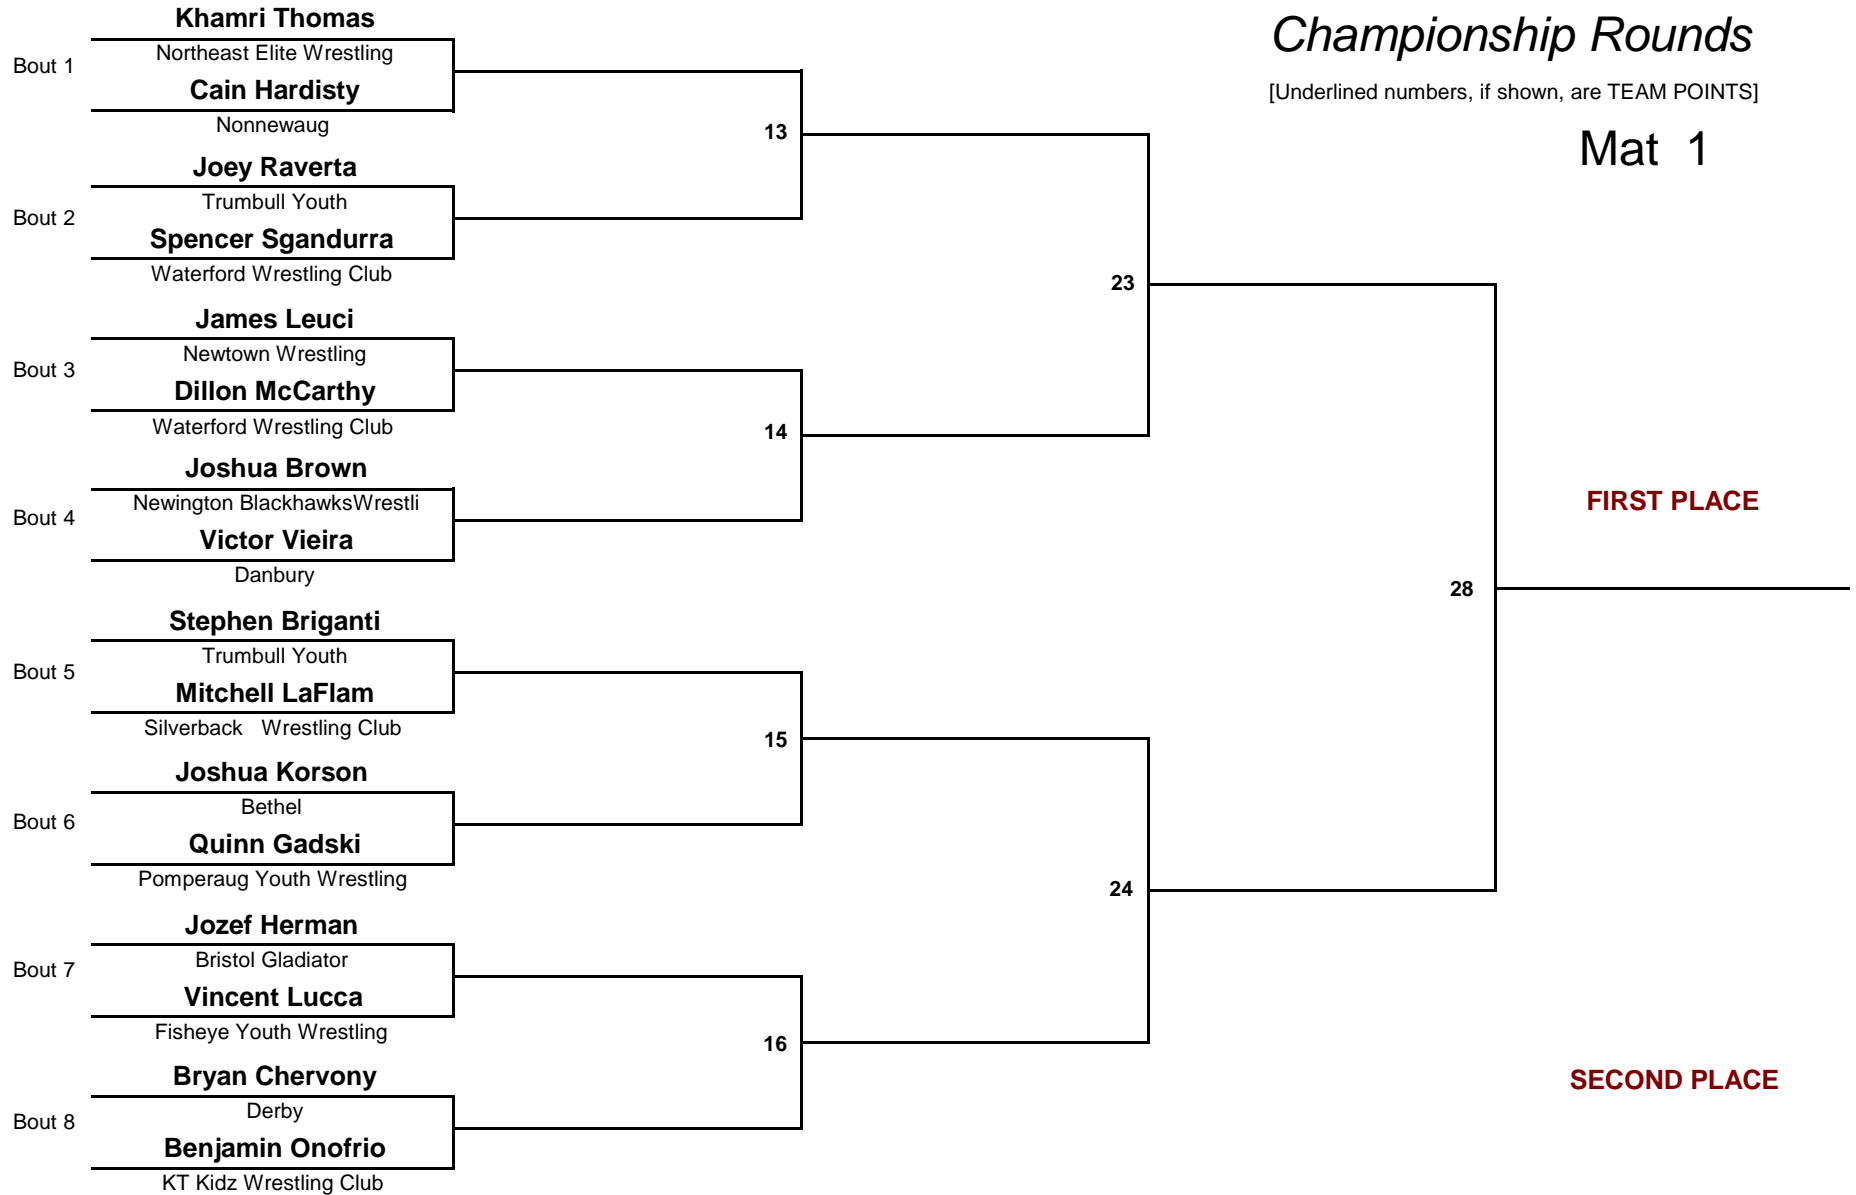 Championship Rounds
[Underlined numbers, if shown, are TEAM POINTS]
Mat 1
Khamri Thomas
Bout 1
Northeast Elite Wrestling
Cain Hardisty
Nonnewaug
13
Joey Raverta
Bout 2
Trumbull Youth
Spencer Sgandurra
Waterford Wrestling Club
23
James Leuci
Bout 3
Newtown Wrestling
Dillon McCarthy
Waterford Wrestling Club
14
Joshua Brown
Bout 4
Newington BlackhawksWrestli
Victor Vieira
Danbury
FIRST PLACE
28
Stephen Briganti
Bout 5
Trumbull Youth
Mitchell LaFlam
Silverback Wrestling Club
15
Joshua Korson
Bout 6
Bethel
Quinn Gadski
Pomperaug Youth Wrestling
24
Jozef Herman
Bout 7
Bristol Gladiator
Vincent Lucca
Fisheye Youth Wrestling
16
Bryan Chervony
Bout 8
Derby
Benjamin Onofrio
KT Kidz Wrestling Club
SECOND PLACE